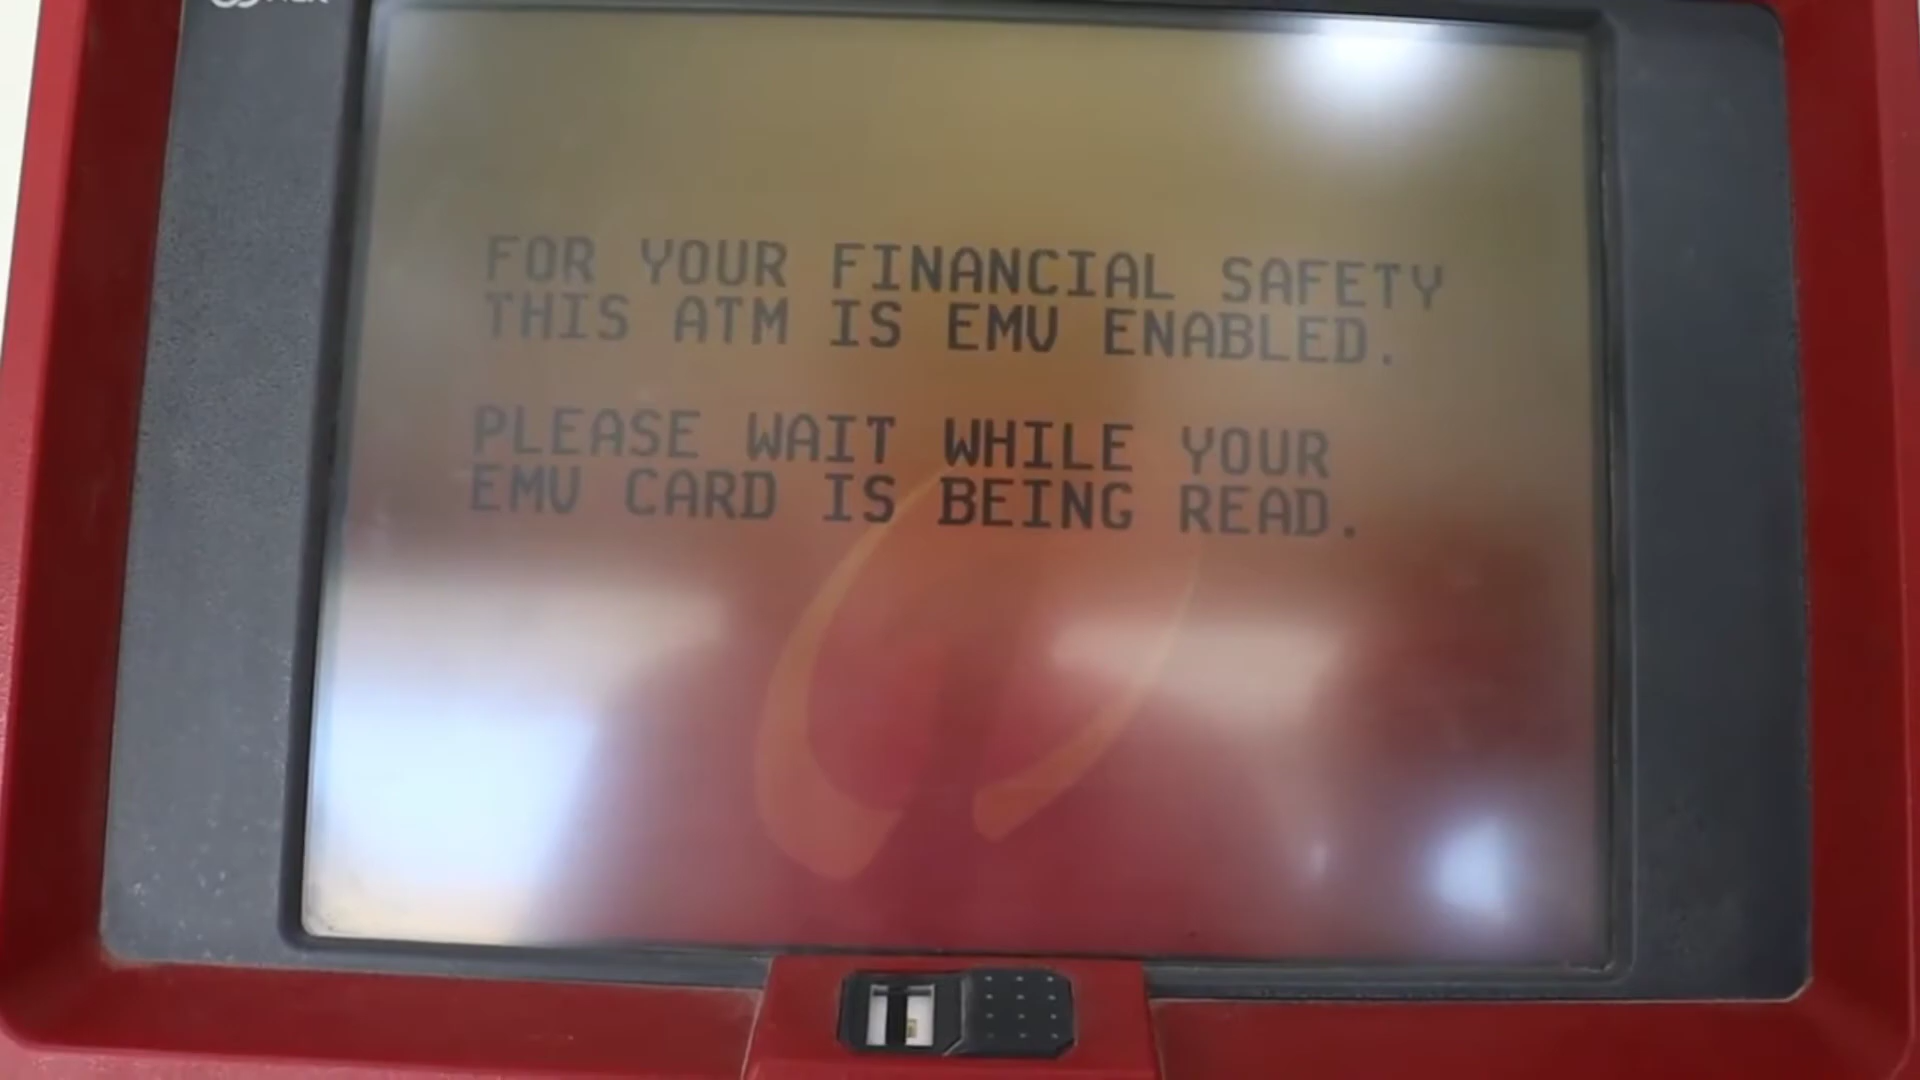 FOR YOUR FINANCIAL SAFETY
THIS ATM IS EMV ENABLED.
PLEASE WAIT WHILE YOUR
EMV CARD IS BEING READ.